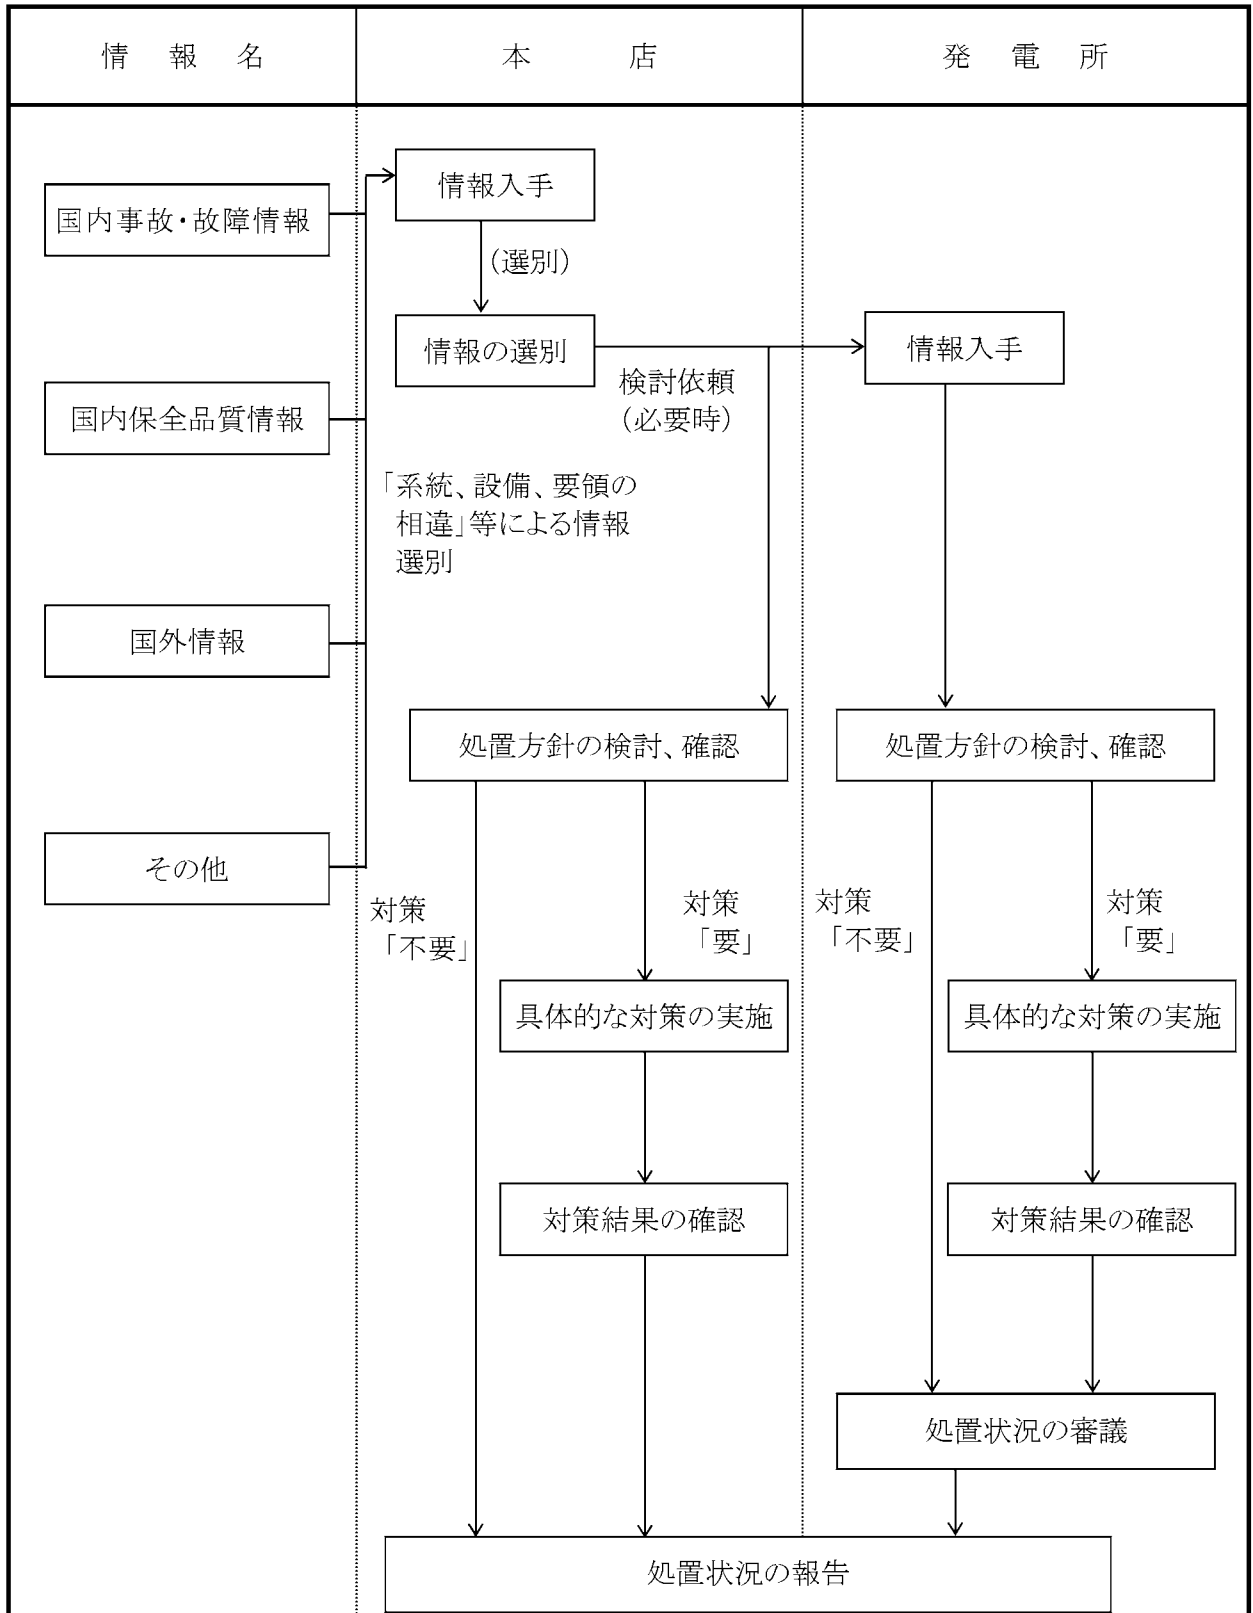 情報名
本店
発電所
国内事故・故障情報
国内保全品質情報
国外情報
その他
情報入手
(選別)
情報の選別
検討依頼
(必要時)
「系統、設備、要領の
相違」等による情報
選別
処置方針の検討、確認
対策
「不要」
対策
「要」
具体的な対策の実施
対策結果の確認
情報入手
処置方針の検討、確認
対策
「不要」
対策
「要」
具体的な対策の実施
対策結果の確認
処置状況の審議
処置状況の報告